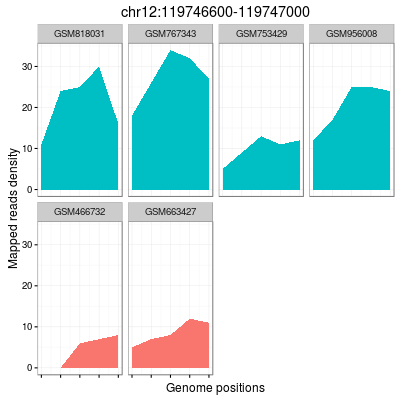 chr12:119746600-119747000
GSM818031 GSM767343 GSM753429 GSM956008
30
20
10
0
GSM466732 GSM663427
30
20
10
0
Mapped reads density
Genome positions